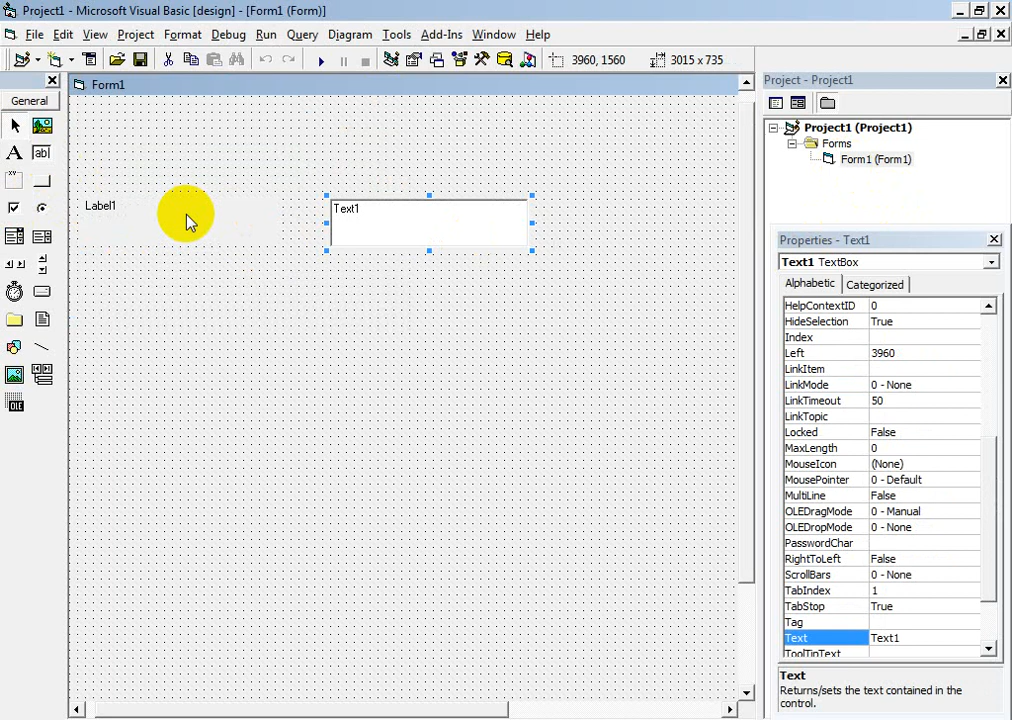 Project1 - Microsoft Visual Basic [design] - [Form1 (Form)]
File Edit View Project Format Debug Run Query Diagram Tools Add-Ins Window Help
3960, 1560 3015 x 735
General
Form1
Label1
Text1
Project - Project1
Project1 (Project1)
Forms
Form1 (Form1)
Properties - Text1
Text1 TextBox
Alphabetic Categorized
HelpContextID 0
HideSelection True
Index
Left 3960
LinkItem
LinkMode 0 - None
LinkTimeout 50
LinkTopic
Locked False
MaxLength 0
MouseIcon (None)
MousePointer 0 - Default
MultiLine False
OLEDragMode 0 - Manual
OLEDropMode 0 - None
PasswordChar
RightToLeft False
ScrollBars 0 - None
TabIndex 1
TabStop True
Tag
Text Text1
ToolTipText
Text
Returns/sets the text contained in the
control.
ab|
xy
OLE